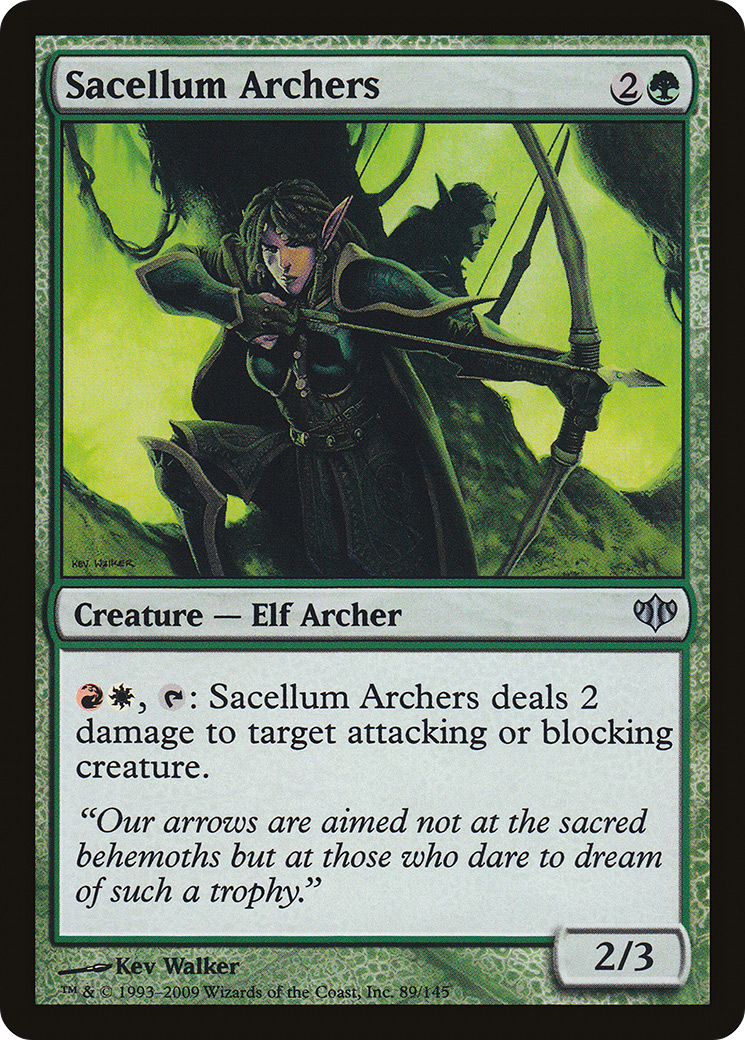 Sacellum Archers 2
KEV. WALKER
Creature — Elf Archer
, : Sacellum Archers deals 2
damage to target attacking or blocking
creature.
“Our arrows are aimed not at the sacred
behemoths but at those who dare to dream
of such a trophy.”
2/3
Kev Walker
™ & © 1993–2009 Wizards of the Coast, Inc. 89/145